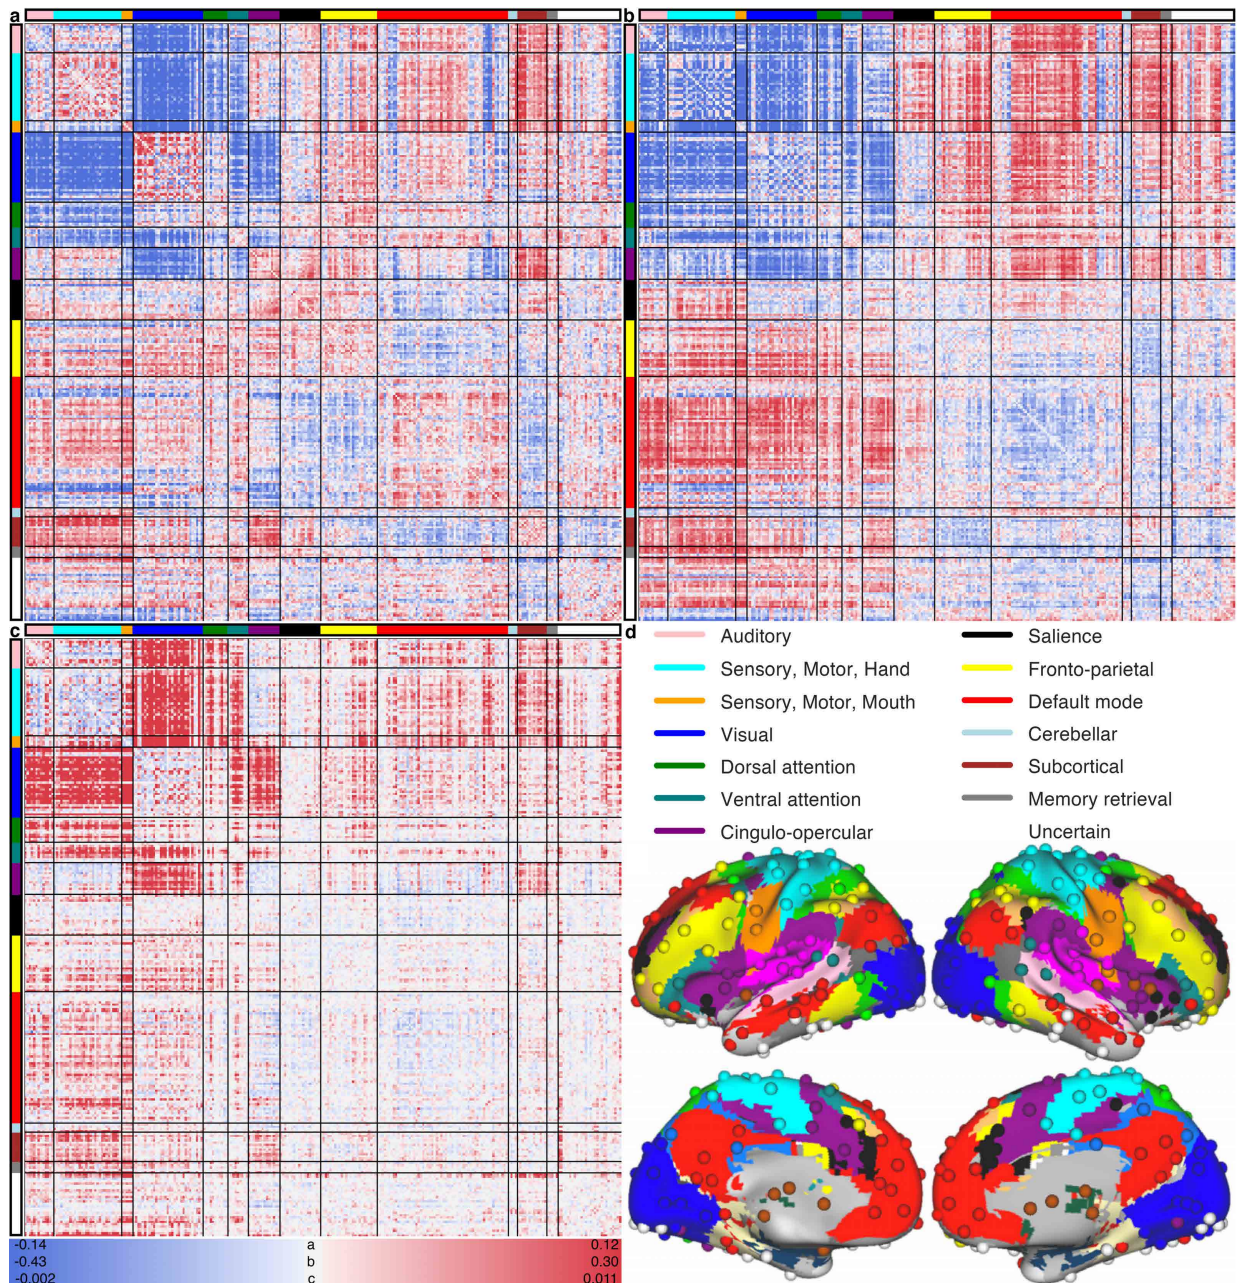 a
b
c
d
Auditory
Sensory, Motor, Hand
Sensory, Motor, Mouth
Visual
Dorsal attention
Ventral attention
Cingulo-opercular
Salience
Fronto-parietal
Default mode
Cerebellar
Subcortical
Memory retrieval
Uncertain
-0.14 a 0.12
-0.43 b 0.30
-0.002 c 0.011